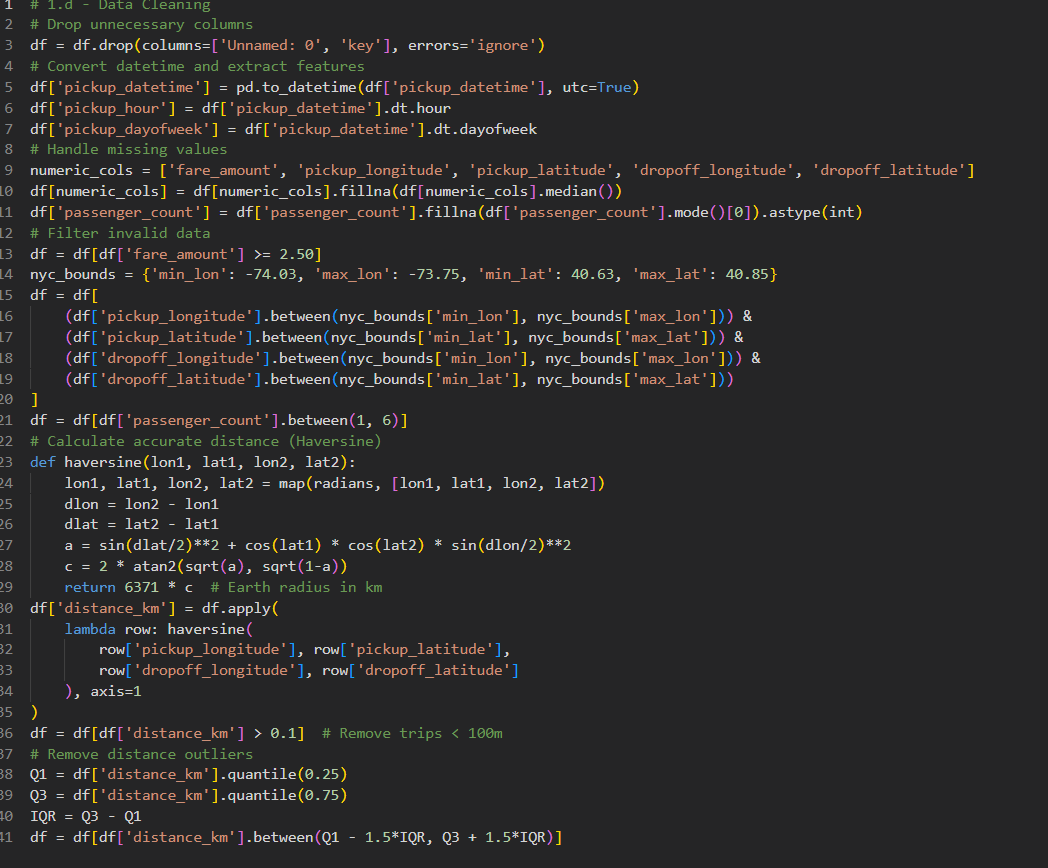 1 # 1.d - Data Cleaning
2 # Drop unnecessary columns
3 df = df.drop(columns=['Unnamed: 0', 'key'], errors='ignore')
4 # Convert datetime and extract features
5 df['pickup_datetime'] = pd.to_datetime(df['pickup_datetime'], utc=True)
6 df['pickup_hour'] = df['pickup_datetime'].dt.hour
7 df['pickup_dayofweek'] = df['pickup_datetime'].dt.dayofweek
8 # Handle missing values
9 numeric_cols = ['fare_amount', 'pickup_longitude', 'pickup_latitude', 'dropoff_longitude', 'dropoff_latitude']
10 df[numeric_cols] = df[numeric_cols].fillna(df[numeric_cols].median())
11 df['passenger_count'] = df['passenger_count'].fillna(df['passenger_count'].mode()[0]).astype(int)
12 # Filter invalid data
13 df = df[df['fare_amount'] >= 2.50]
14 nyc_bounds = {'min_lon': -74.03, 'max_lon': -73.75, 'min_lat': 40.63, 'max_lat': 40.85}
15 df = df[
16     (df['pickup_longitude'].between(nyc_bounds['min_lon'], nyc_bounds['max_lon'])) &
17     (df['pickup_latitude'].between(nyc_bounds['min_lat'], nyc_bounds['max_lat'])) &
18     (df['dropoff_longitude'].between(nyc_bounds['min_lon'], nyc_bounds['max_lon'])) &
19     (df['dropoff_latitude'].between(nyc_bounds['min_lat'], nyc_bounds['max_lat']))
20 ]
21 df = df[df['passenger_count'].between(1, 6)]
22 # Calculate accurate distance (Haversine)
23 def haversine(lon1, lat1, lon2, lat2):
24     lon1, lat1, lon2, lat2 = map(radians, [lon1, lat1, lon2, lat2])
25     dlon = lon2 - lon1
26     dlat = lat2 - lat1
27     a = sin(dlat/2)**2 + cos(lat1) * cos(lat2) * sin(dlon/2)**2
28     c = 2 * atan2(sqrt(a), sqrt(1-a))
29     return 6371 * c  # Earth radius in km
30 df['distance_km'] = df.apply(
31     lambda row: haversine(
32         row['pickup_longitude'], row['pickup_latitude'],
33         row['dropoff_longitude'], row['dropoff_latitude']
34     ), axis=1
35 )
36 df = df[df['distance_km'] > 0.1]  # Remove trips < 100m
37 # Remove distance outliers
38 Q1 = df['distance_km'].quantile(0.25)
39 Q3 = df['distance_km'].quantile(0.75)
40 IQR = Q3 - Q1
41 df = df[df['distance_km'].between(Q1 - 1.5*IQR, Q3 + 1.5*IQR)]